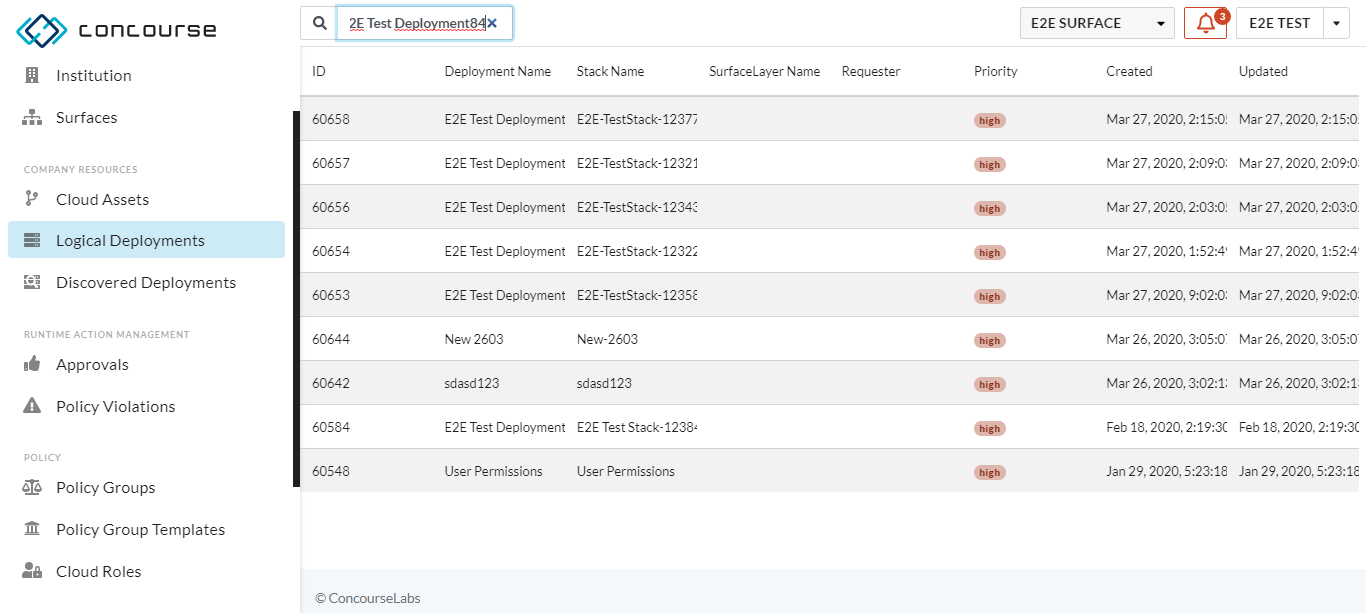 concourse
2E Test Deployment84
E2E SURFACE
3
E2E TEST
Institution
Surfaces
COMPANY RESOURCES
Cloud Assets
Logical Deployments
Discovered Deployments
RUNTIME ACTION MANAGEMENT
Approvals
Policy Violations
POLICY
Policy Groups
Policy Group Templates
Cloud Roles
ID Deployment Name Stack Name SurfaceLayer Name Requester Priority Created Updated
60658 E2E Test Deployment E2E-TestStack-12377 high Mar 27, 2020, 2:15:0 Mar 27, 2020, 2:15:0
60657 E2E Test Deployment E2E-TestStack-12321 high Mar 27, 2020, 2:09:0 Mar 27, 2020, 2:09:0
60656 E2E Test Deployment E2E-TestStack-12343 high Mar 27, 2020, 2:03:0 Mar 27, 2020, 2:03:0
60654 E2E Test Deployment E2E-TestStack-12322 high Mar 27, 2020, 1:52:4 Mar 27, 2020, 1:52:4
60653 E2E Test Deployment E2E-TestStack-12358 high Mar 27, 2020, 9:02:0 Mar 27, 2020, 9:02:0
60644 New 2603 New-2603 high Mar 26, 2020, 3:05:0 Mar 26, 2020, 3:05:0
60642 sdasd123 sdasd123 high Mar 26, 2020, 3:02:1 Mar 26, 2020, 3:02:1
60584 E2E Test Deployment E2E Test Stack-1238 high Feb 18, 2020, 2:19:30 Feb 18, 2020, 2:19:30
60548 User Permissions User Permissions high Jan 29, 2020, 5:23:18 Jan 29, 2020, 5:23:18
© ConcourseLabs